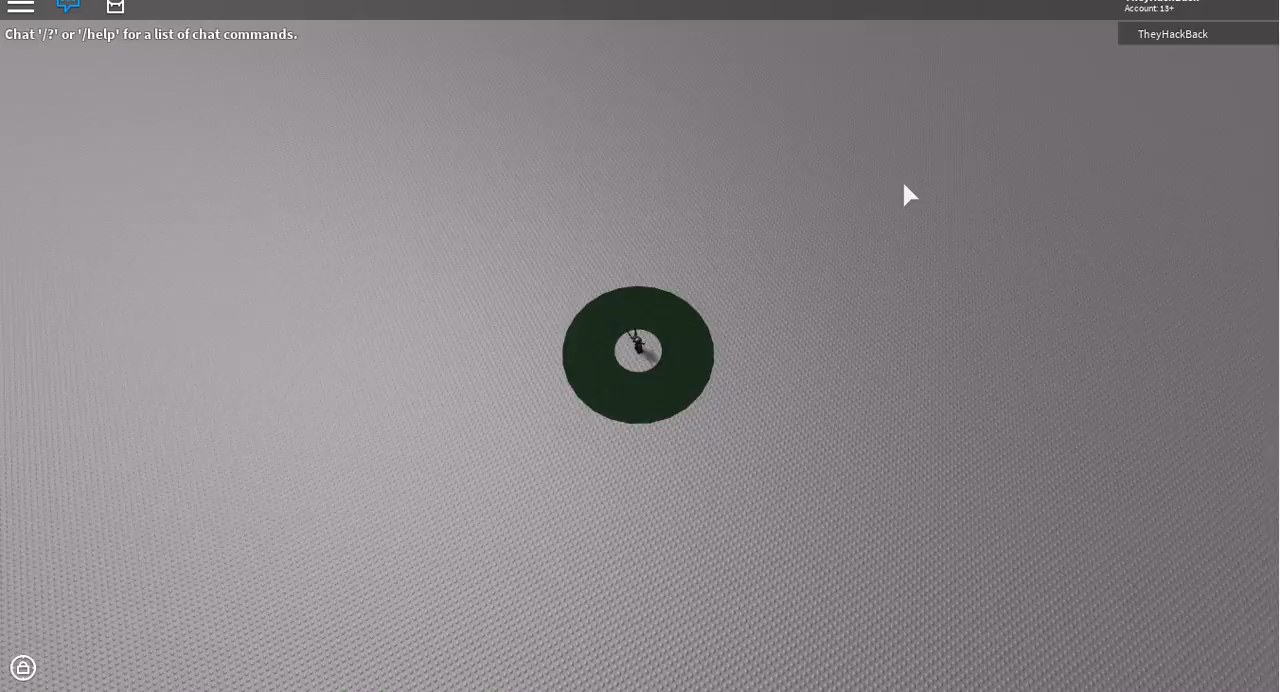 Account: 13+
Chat '/?' or '/help' for a list of chat commands.
TheyHackBack